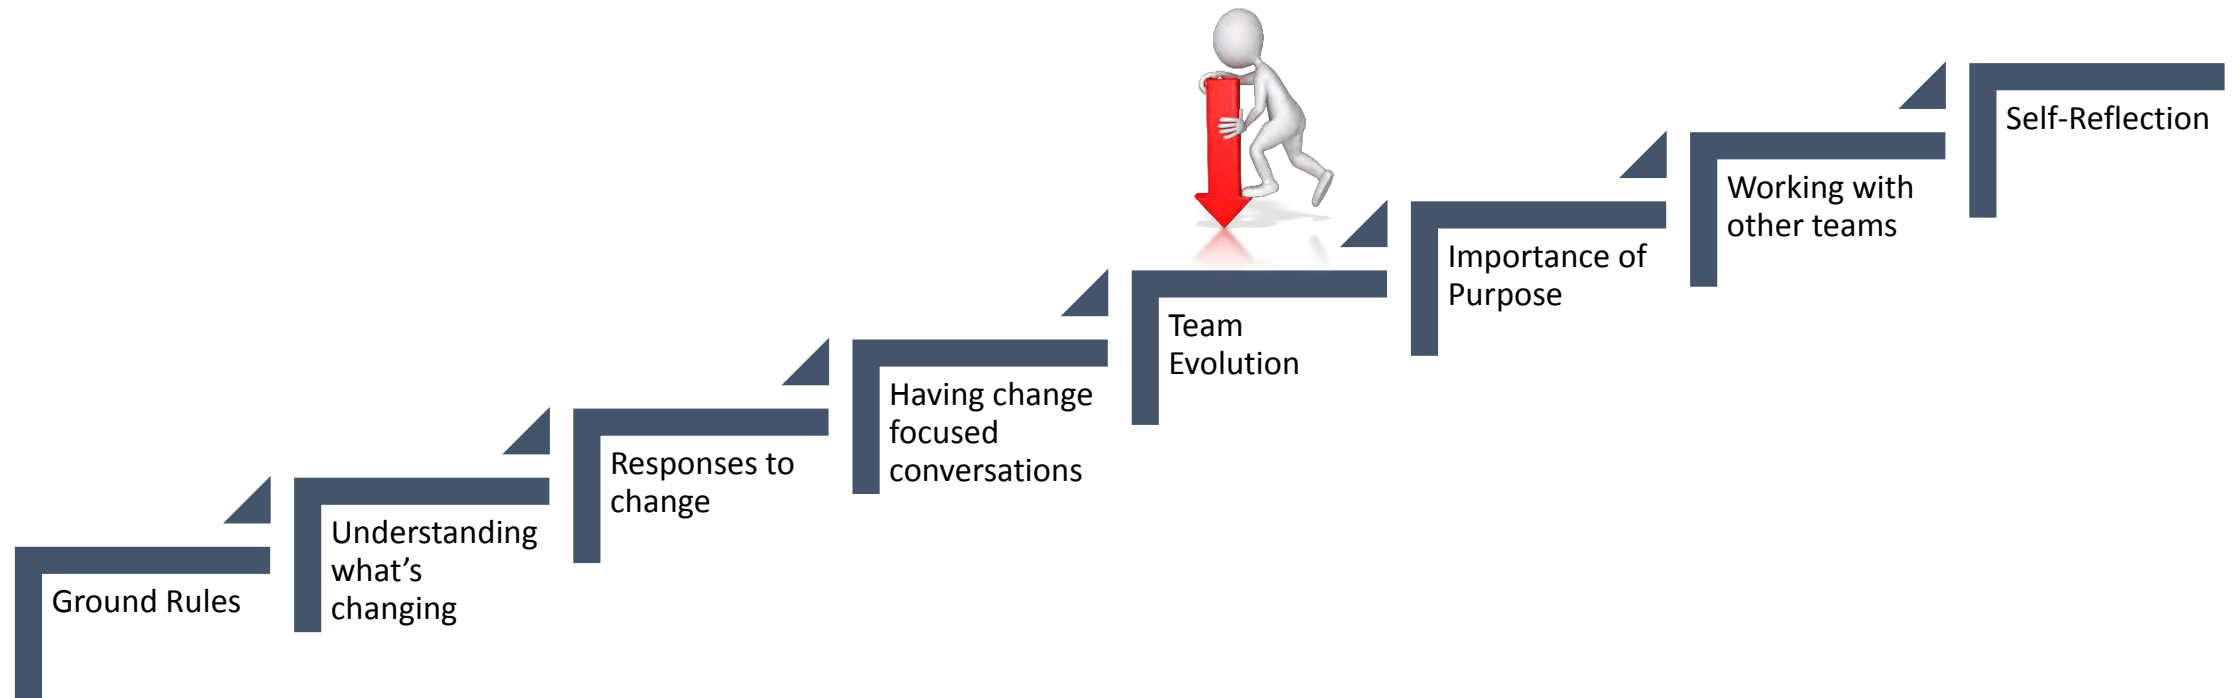 Ground Rules
Understanding
what’s
changing
Responses to
change
Having change
focused
conversations
Team
Evolution
Importance of
Purpose
Working with
other teams
Self-Reflection